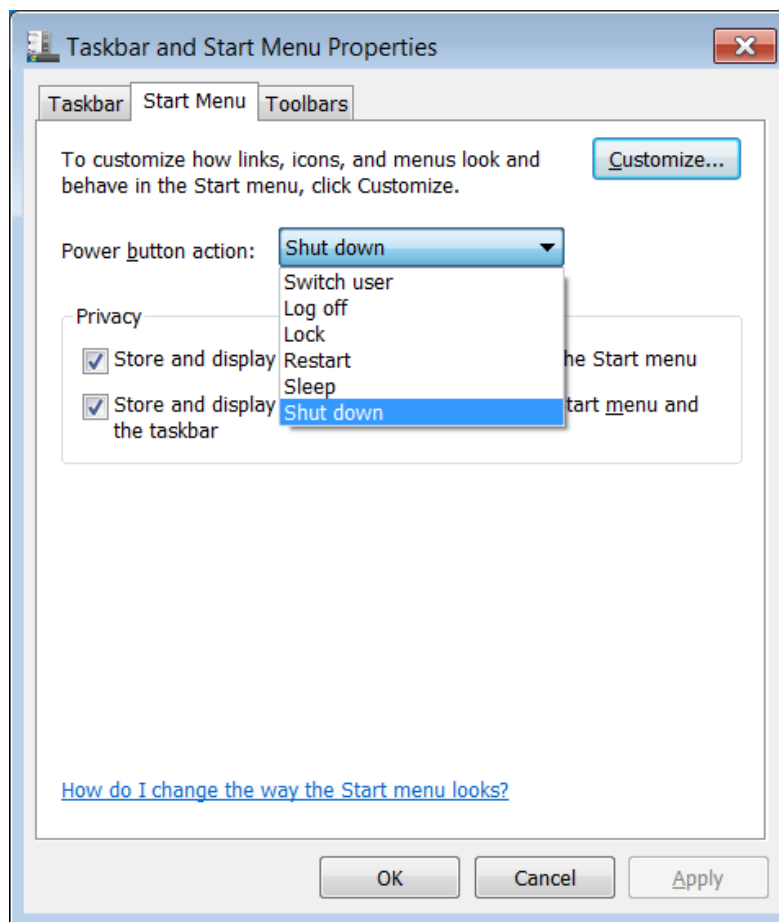 Taskbar and Start Menu Properties
Taskbar Start Menu Toolbars
To customize how links, icons, and menus look and
behave in the Start menu, click Customize.
Customize...
Power button action: Shut down
Switch user
Log off
Lock
Restart
Sleep
Shut down
Privacy
Store and display he Start menu
Store and display tart menu and
the taskbar
How do I change the way the Start menu looks?
OK Cancel Apply